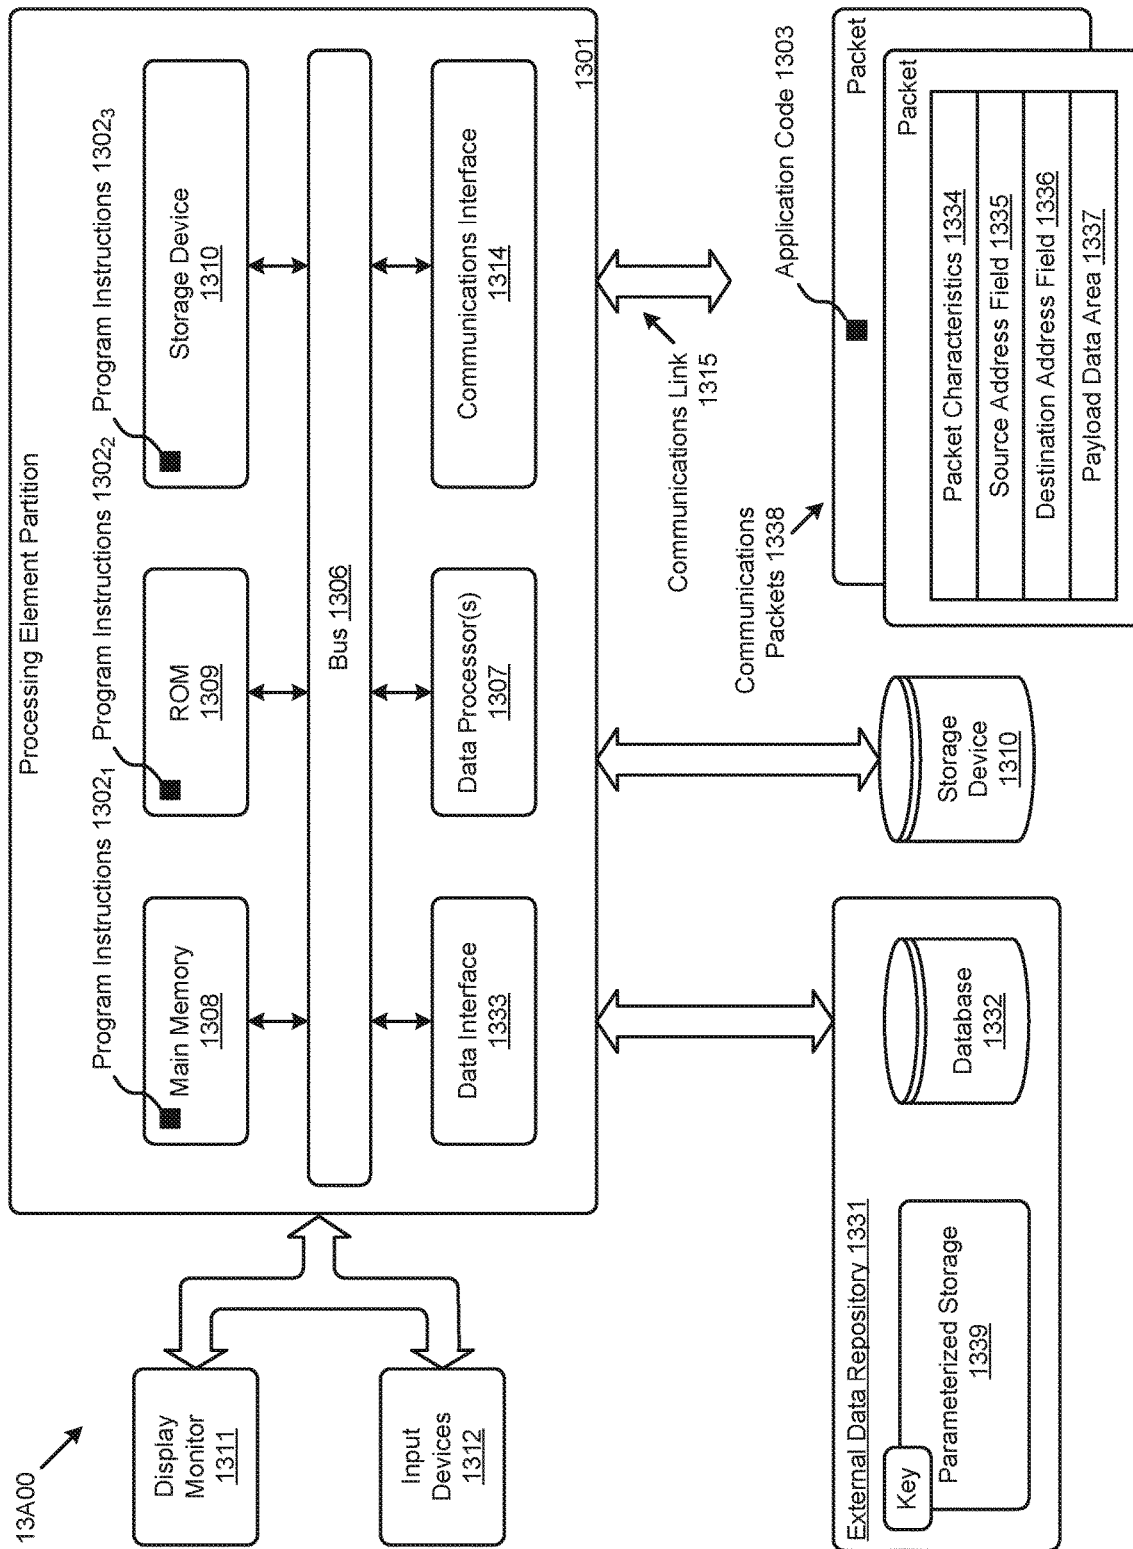 13A00
Processing Element Partition
Program Instructions 1302₁
Program Instructions 1302₂
Program Instructions 1302₃
Main Memory
1308
ROM
1309
Storage Device
1310
Bus 1306
Data Interface
1333
Data Processor(s)
1307
Communications Interface
1314
1301
Display
Monitor
1311
Input
Devices
1312
Communications Link
1315
External Data Repository 1331
Key
Parameterized Storage
1339
Database
1332
Storage
Device
1310
Communications
Packets 1338
Application Code 1303
Packet
Packet
Packet Characteristics 1334
Source Address Field 1335
Destination Address Field 1336
Payload Data Area 1337